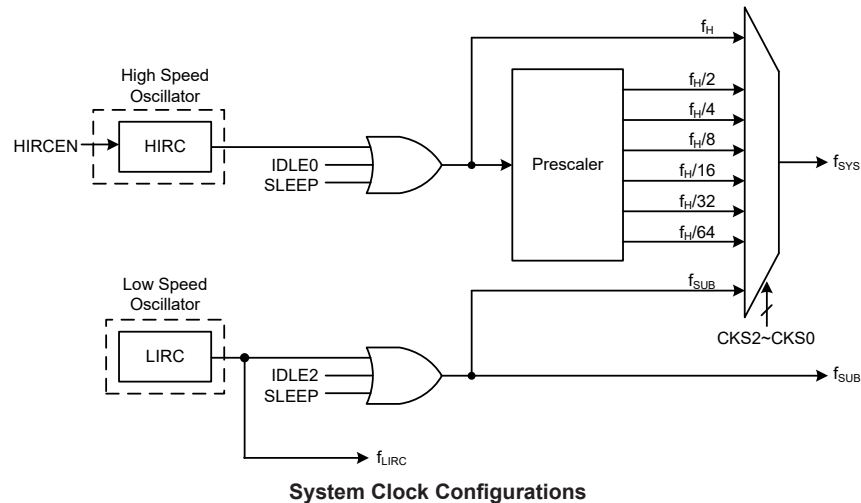 f_H
High Speed
Oscillator
f_H/2
f_H/4
HIRCEN
HIRC
f_H/8
IDLE0
Prescaler
f_SYS
SLEEP
f_H/16
f_H/32
f_H/64
Low Speed
Oscillator
f_SUB
CKS2~CKS0
LIRC
IDLE2
f_SUB
SLEEP
f_LIRC
System Clock Configurations